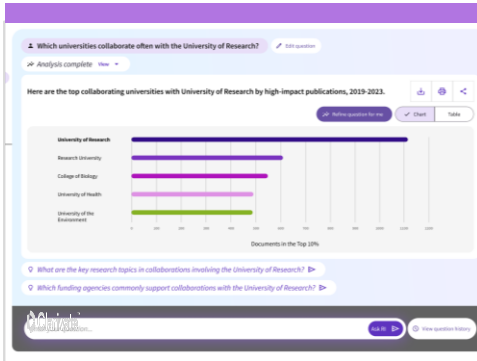 Which universities collaborate often with the University of Research?
Edit question
Analysis complete View
Here are the top collaborating universities with University of Research by high-impact publications, 2019-2023.
Refine question for me
Chart
Table
University of Research
Research University
College of Biology
University of Health
University of the
Environment
Documents in the Top 10%
What are the key research topics in collaborations involving the University of Research?
Which funding agencies commonly support collaborations with the University of Research?
Clarivate
Ask AI
View question history